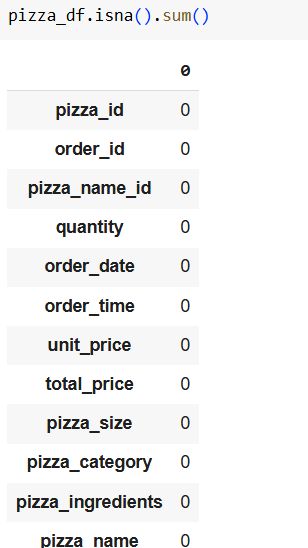 pizza_df.isna().sum()
0
pizza_id 0
order_id 0
pizza_name_id 0
quantity 0
order_date 0
order_time 0
unit_price 0
total_price 0
pizza_size 0
pizza_category 0
pizza_ingredients 0
pizza_name 0